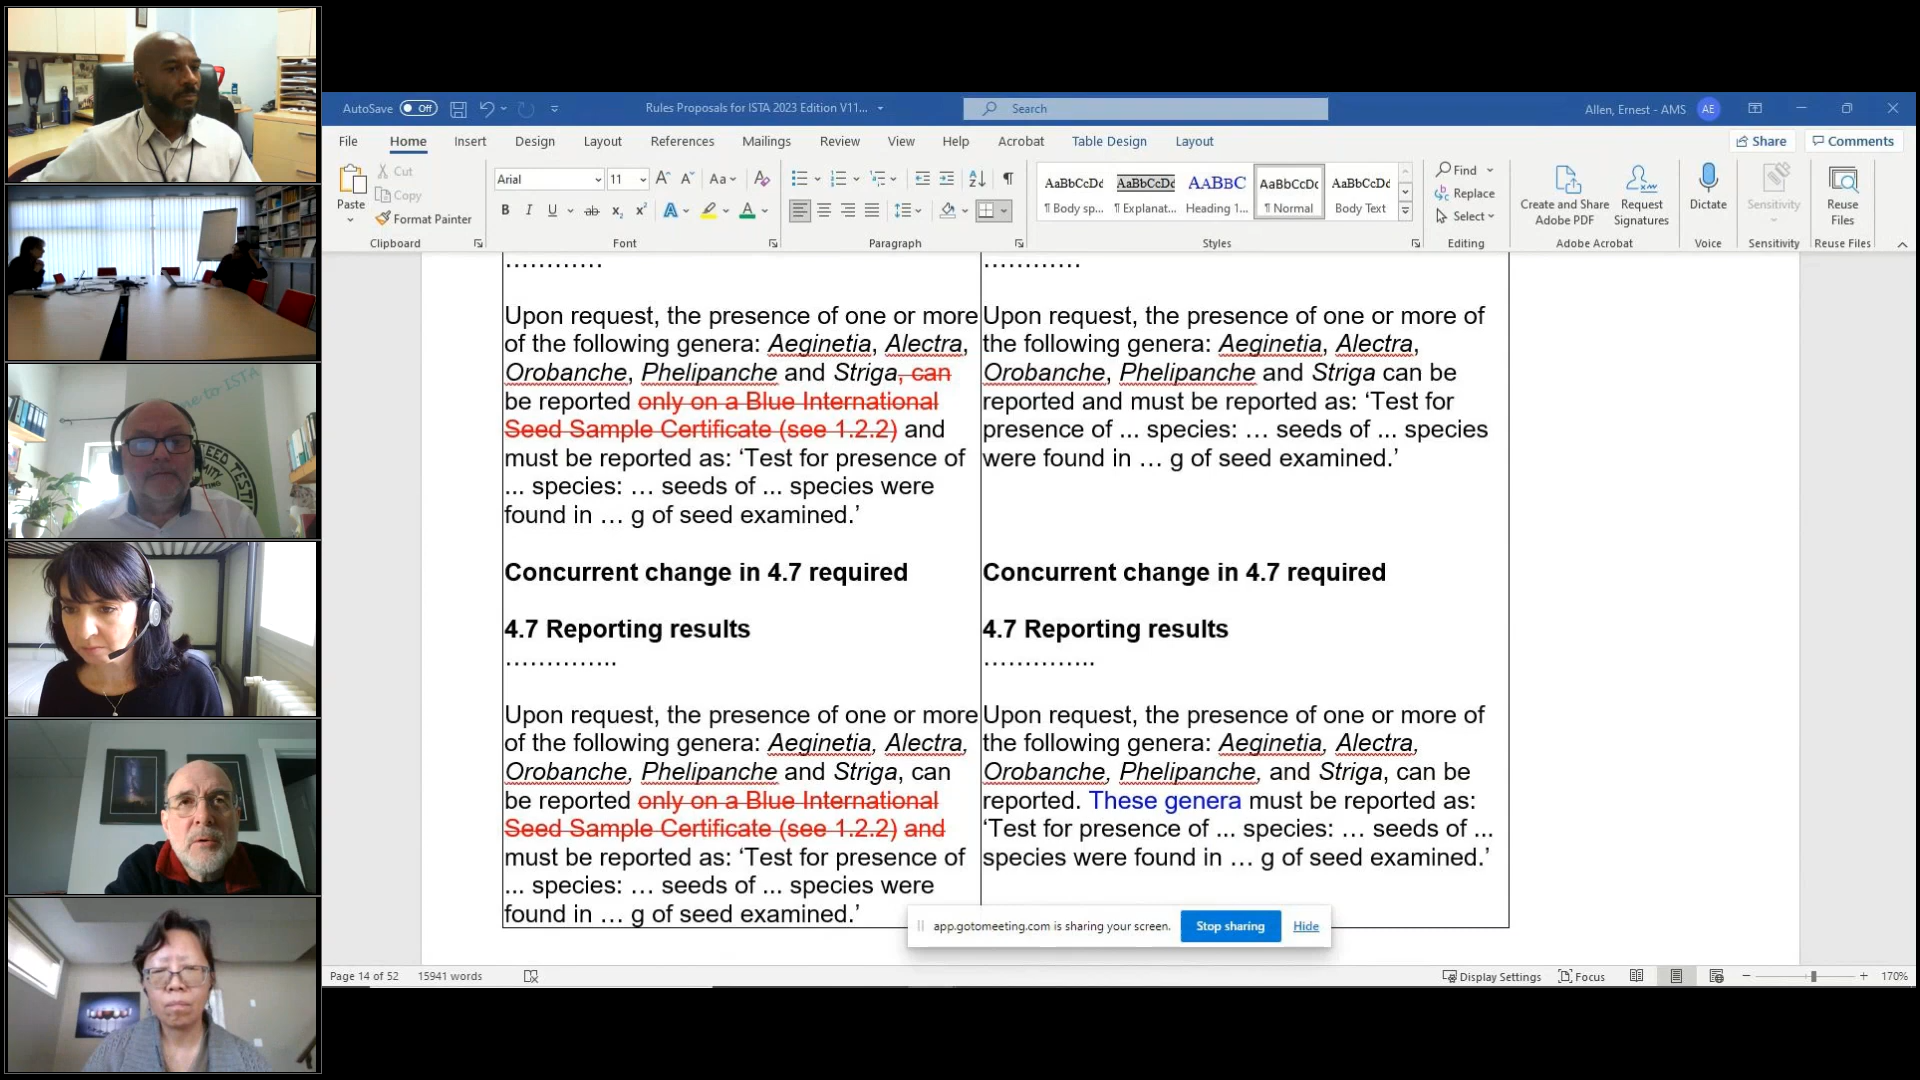 AutoSave Off
Rules Proposals for ISTA 2023 Edition V11...
Search
Allen, Ernest - AMS
AE
File Home Insert Design Layout References Mailings Review View Help Acrobat Table Design Layout
Share Comments
Paste
Cut
Copy
Format Painter
Clipboard
Arial 11
Font
Paragraph
AaBbCcDd AaBbCcDd AABBC AaBbCcDc AaBbCcDd
¶ Body sp... ¶ Explanat... Heading 1... ¶ Normal Body Text
Styles
Find
Replace
Select
Editing
Create and Share
Adobe PDF
Request
Signatures
Adobe Acrobat
Dictate
Voice
Sensitivity
Sensitivity
Reuse
Files
Reuse Files
…………
Upon request, the presence of one or more
of the following genera: Aeginetia, Alectra,
Orobanche, Phelipanche and Striga, can
be reported only on a Blue International
Seed Sample Certificate (see 1.2.2) and
must be reported as: ‘Test for presence of
... species: … seeds of ... species were
found in … g of seed examined.’
Concurrent change in 4.7 required
4.7 Reporting results
…………..
Upon request, the presence of one or more
of the following genera: Aeginetia, Alectra,
Orobanche, Phelipanche and Striga, can
be reported only on a Blue International
Seed Sample Certificate (see 1.2.2) and
must be reported as: ‘Test for presence of
... species: … seeds of ... species were
found in … g of seed examined.’
…………
Upon request, the presence of one or more of
the following genera: Aeginetia, Alectra,
Orobanche, Phelipanche and Striga can be
reported and must be reported as: ‘Test for
presence of ... species: … seeds of ... species
were found in … g of seed examined.’
Concurrent change in 4.7 required
4.7 Reporting results
…………..
Upon request, the presence of one or more of
the following genera: Aeginetia, Alectra,
Orobanche, Phelipanche, and Striga, can be
reported. These genera must be reported as:
‘Test for presence of ... species: … seeds of ...
species were found in … g of seed examined.’
app.gotomeeting.com is sharing your screen. Stop sharing Hide
Page 14 of 52 15941 words
Display Settings Focus 170%
to ISTA
SEED TESTI